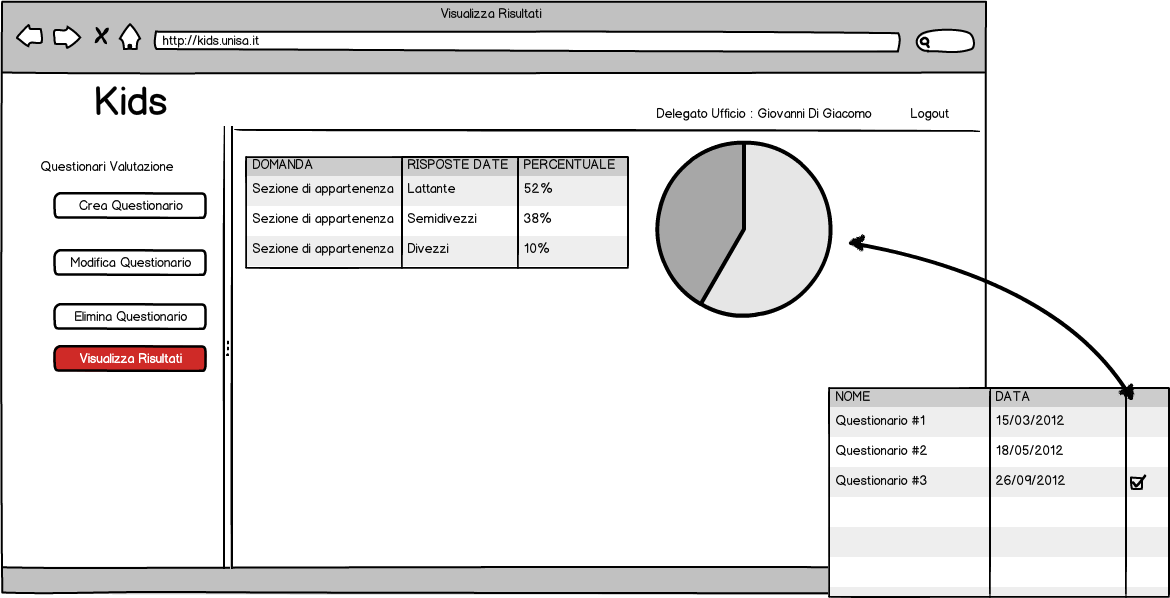 Visualizza Risultati
http://kids.unisa.it
Kids
Delegato Ufficio : Giovanni Di Giacomo Logout
Questionari Valutazione
Crea Questionario
Modifica Questionario
Elimina Questionario
Visualizza Risultati
DOMANDA RISPOSTE DATE PERCENTUALE
Sezione di appartenenza Lattante 52%
Sezione di appartenenza Semidivezzi 38%
Sezione di appartenenza Divezzi 10%
NOME DATA
Questionario #1 15/03/2012
Questionario #2 18/05/2012
Questionario #3 26/09/2012